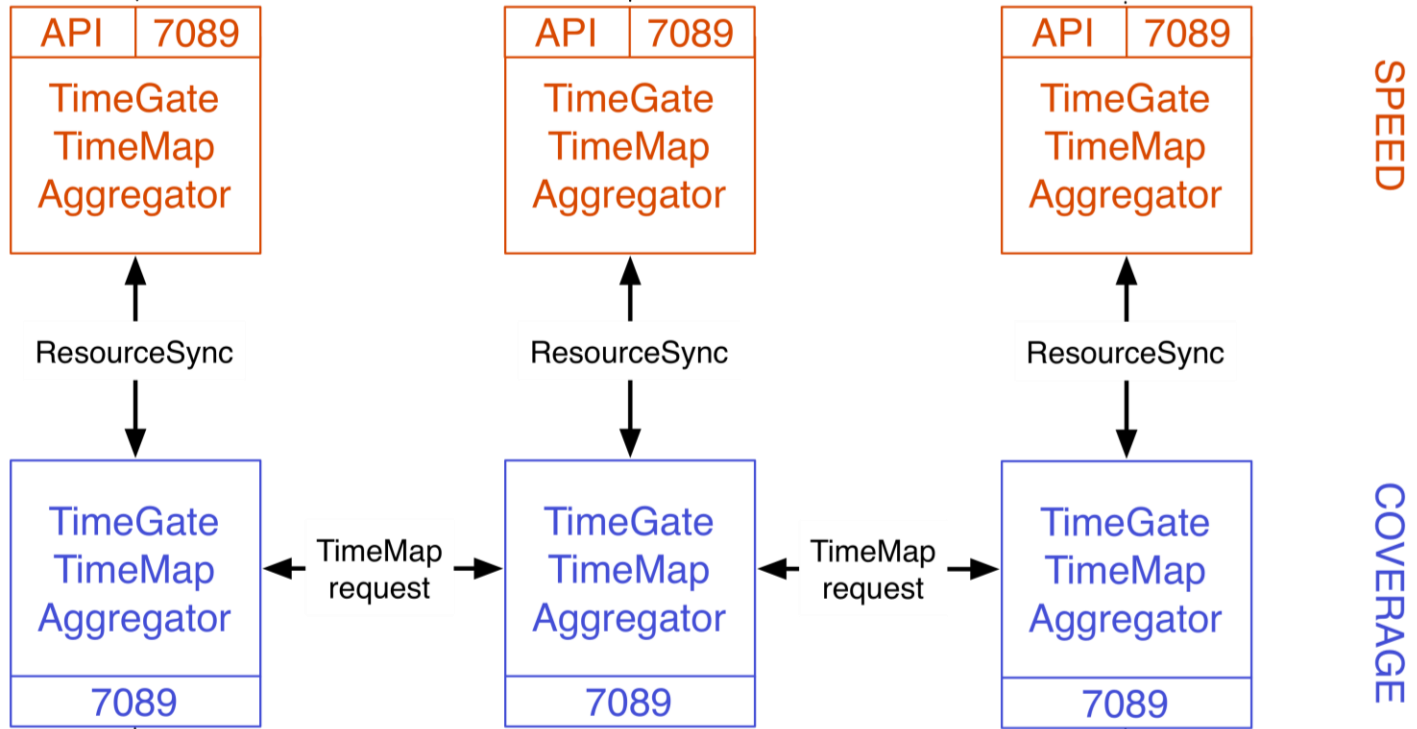 API 7089
TimeGate
TimeMap
Aggregator
API 7089
TimeGate
TimeMap
Aggregator
API 7089
TimeGate
TimeMap
Aggregator
SPEED
ResourceSync
ResourceSync
ResourceSync
TimeGate
TimeMap
Aggregator
7089
TimeMap
request
TimeGate
TimeMap
Aggregator
7089
TimeMap
request
TimeGate
TimeMap
Aggregator
7089
COVERAGE